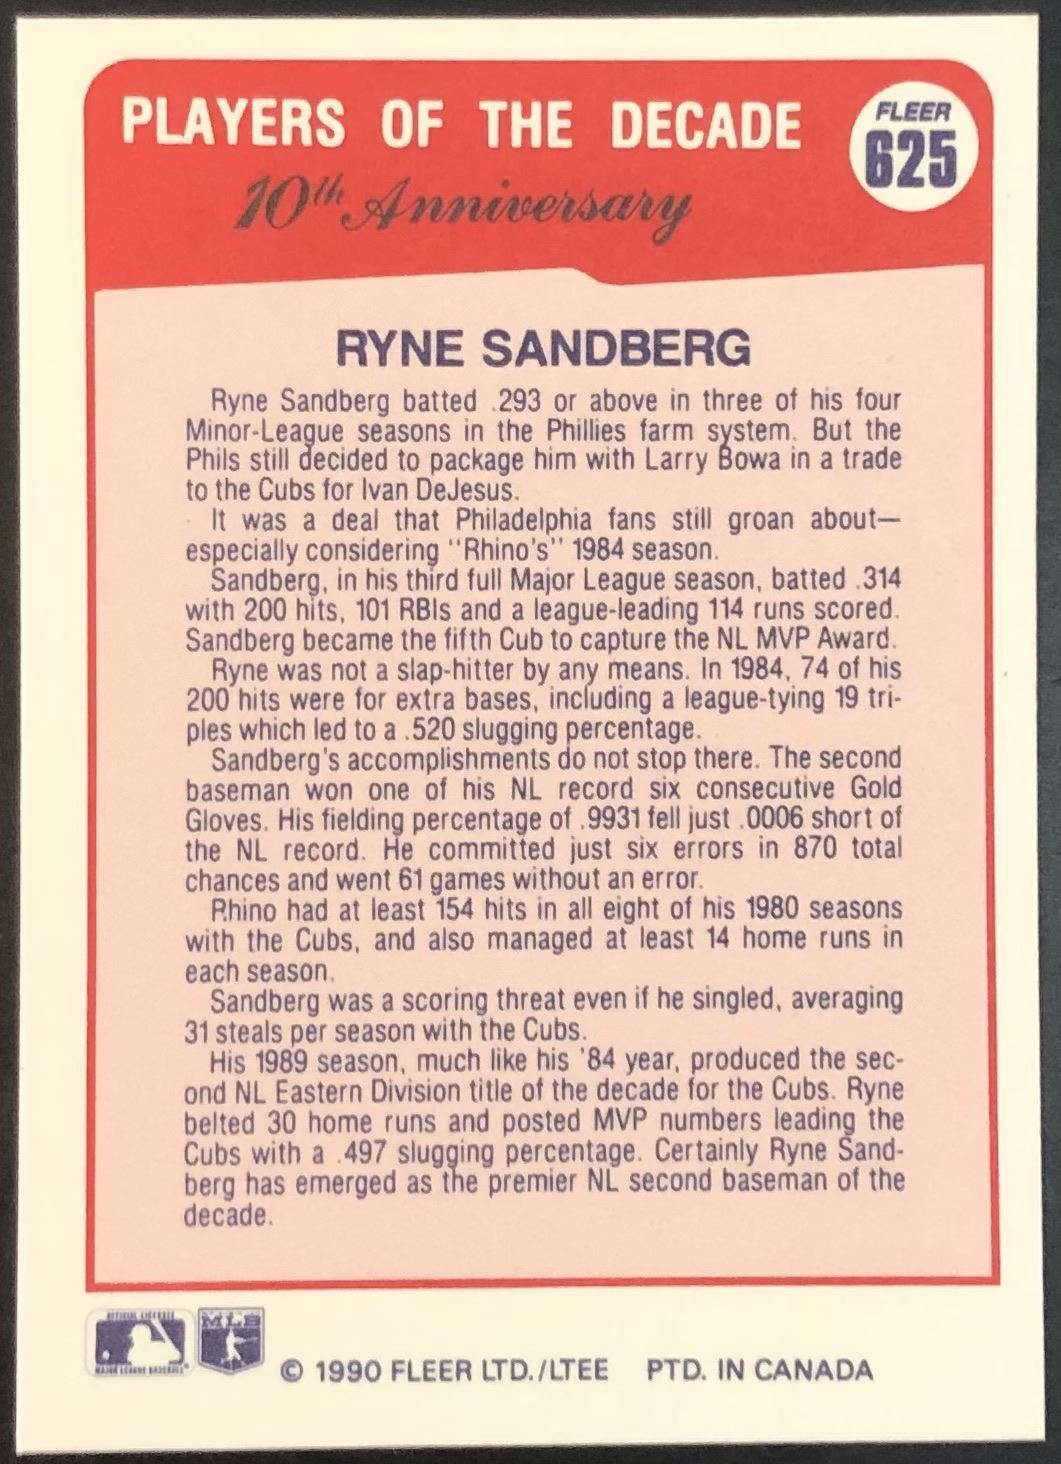 PLAYERS OF THE DECADE
10th Anniversary
FLEER
625
RYNE SANDBERG
Ryne Sandberg batted .293 or above in three of his four
Minor-League seasons in the Phillies farm system. But the
Phils still decided to package him with Larry Bowa in a trade
to the Cubs for Ivan DeJesus.
It was a deal that Philadelphia fans still groan about—
especially considering "Rhino's" 1984 season.
Sandberg, in his third full Major League season, batted .314
with 200 hits, 101 RBIs and a league-leading 114 runs scored.
Sandberg became the fifth Cub to capture the NL MVP Award.
Ryne was not a slap-hitter by any means. In 1984, 74 of his
200 hits were for extra bases, including a league-tying 19 tri-
ples which led to a .520 slugging percentage.
Sandberg's accomplishments do not stop there. The second
baseman won one of his NL record six consecutive Gold
Gloves. His fielding percentage of .9931 fell just .0006 short of
the NL record. He committed just six errors in 870 total
chances and went 61 games without an error.
Rhino had at least 154 hits in all eight of his 1980 seasons
with the Cubs, and also managed at least 14 home runs in
each season.
Sandberg was a scoring threat even if he singled, averaging
31 steals per season with the Cubs.
His 1989 season, much like his '84 year, produced the sec-
ond NL Eastern Division title of the decade for the Cubs. Ryne
belted 30 home runs and posted MVP numbers leading the
Cubs with a .497 slugging percentage. Certainly Ryne Sand-
berg has emerged as the premier NL second baseman of the
decade.
OFFICIAL LICENSEE
MAJOR LEAGUE BASEBALL
MLB
© 1990 FLEER LTD./LTEE PTD. IN CANADA